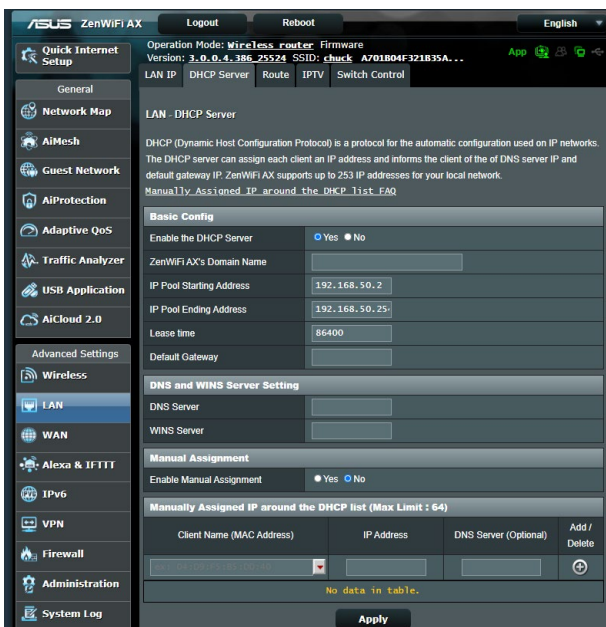 ASUS ZenWiFi AX Logout Reboot English
Quick Internet Setup
Operation Mode: Wireless router Firmware
Version: 3.0.0.4.386_25524 SSID: chuck A701B04F321B35A...
App
LAN IP DHCP Server Route IPTV Switch Control
General
Network Map
AiMesh
Guest Network
AiProtection
Adaptive QoS
Traffic Analyzer
USB Application
AiCloud 2.0
Advanced Settings
Wireless
LAN
WAN
Alexa & IFTTT
IPv6
VPN
Firewall
Administration
System Log
LAN - DHCP Server
DHCP (Dynamic Host Configuration Protocol) is a protocol for the automatic configuration used on IP networks.
The DHCP server can assign each client an IP address and informs the client of the of DNS server IP and
default gateway IP. ZenWiFi AX supports up to 253 IP addresses for your local network.
Manually Assigned IP around the DHCP list FAQ
Basic Config
Enable the DHCP Server Yes No
ZenWiFi AX's Domain Name
IP Pool Starting Address 192.168.50.2
IP Pool Ending Address 192.168.50.25
Lease time 86400
Default Gateway
DNS and WINS Server Setting
DNS Server
WINS Server
Manual Assignment
Enable Manual Assignment Yes No
Manually Assigned IP around the DHCP list (Max Limit : 64)
Client Name (MAC Address) IP Address DNS Server (Optional) Add / Delete
No data in table.
Apply